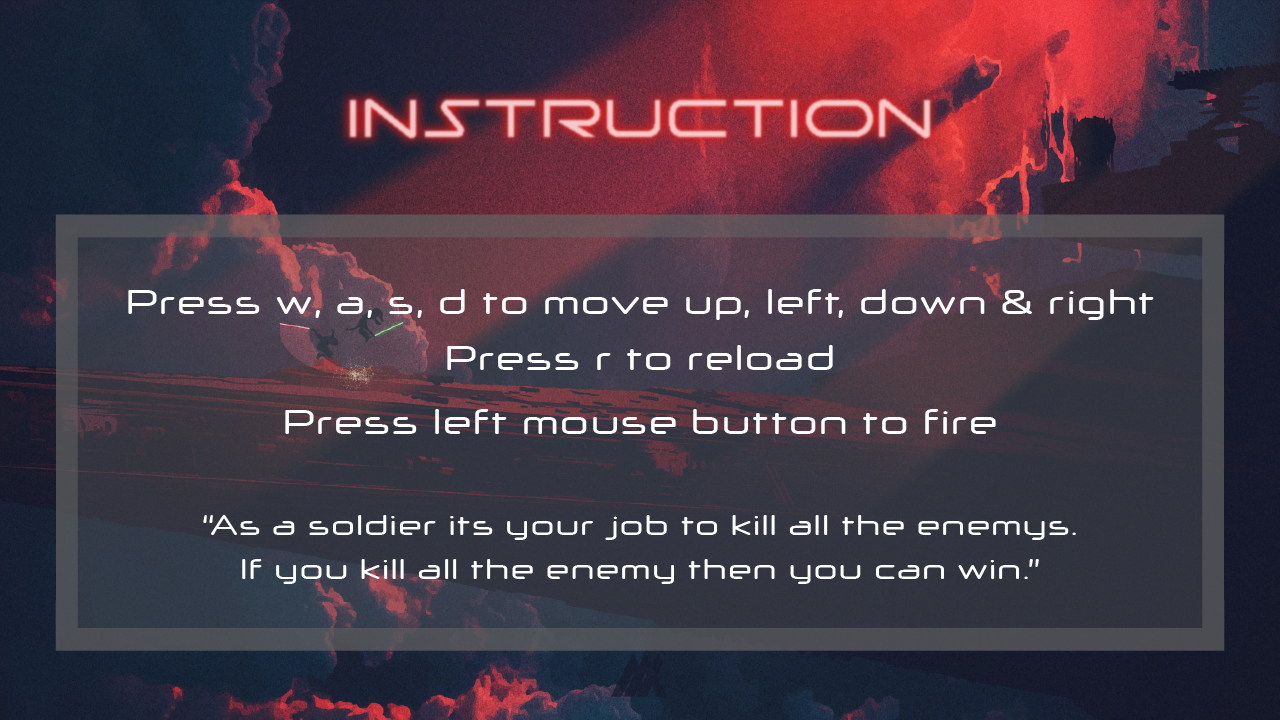 INSTRUCTION
Press w, a, s, d to move up, left, down & right
Press r to reload
Press left mouse button to fire
"As a soldier its your job to kill all the enemys.
If you kill all the enemy then you can win."